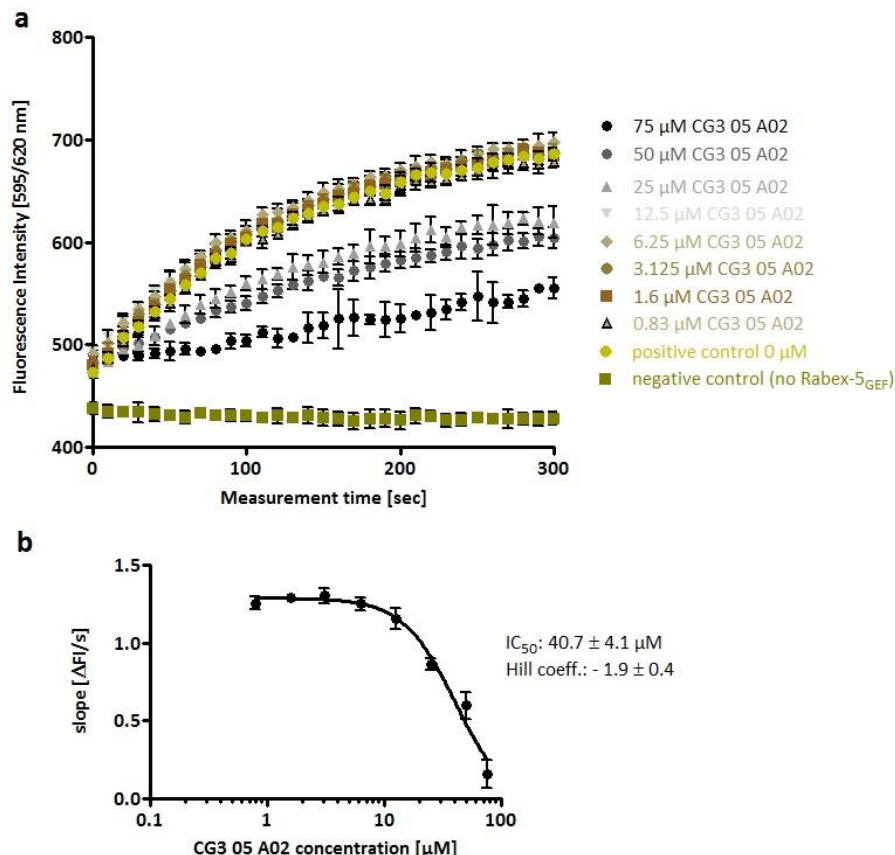 a
800
700
600
500
400
Fluorescence Intensity [595/620 nm]
0
100
200
300
Measurement time [sec]
75 µM CG3 05 A02
50 µM CG3 05 A02
25 µM CG3 05 A02
12.5 µM CG3 05 A02
6.25 µM CG3 05 A02
3.125 µM CG3 05 A02
1.6 µM CG3 05 A02
0.83 µM CG3 05 A02
positive control 0 µM
negative control (no Rabex-5GEF)
b
1.5
1.0
0.5
0.0
slope [ΔFI/s]
0.1
1
10
100
CG3 05 A02 concentration [µM]
IC50: 40.7 ± 4.1 µM
Hill coeff.: - 1.9 ± 0.4